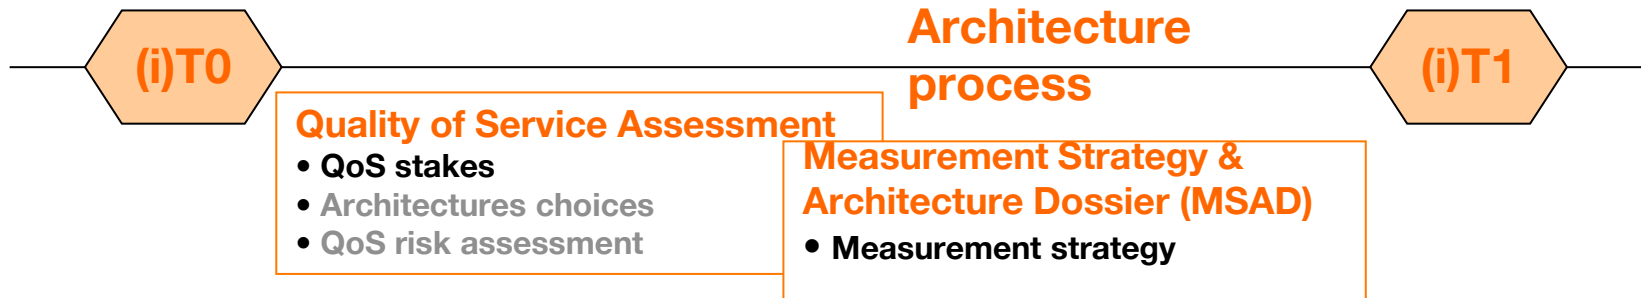 (i)T0
Architecture
process
(i)T1
Quality of Service Assessment
• QoS stakes
• Architectures choices
• QoS risk assessment
Measurement Strategy &
Architecture Dossier (MSAD)
• Measurement strategy